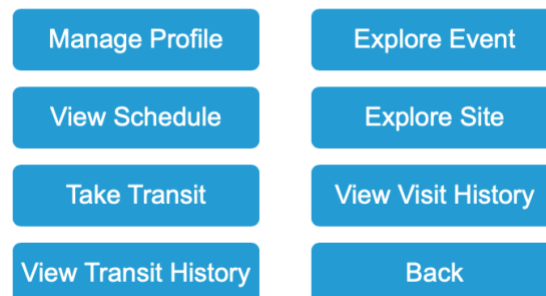 Manage Profile
Explore Event
View Schedule
Explore Site
Take Transit
View Visit History
View Transit History
Back